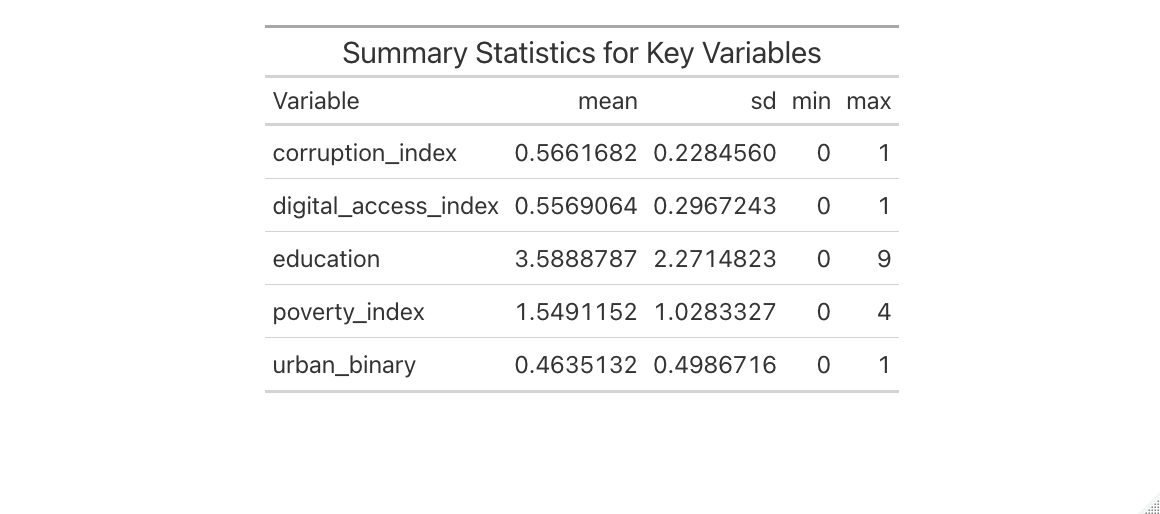 Summary Statistics for Key Variables
Variable mean sd min max
corruption_index 0.5661682 0.2284560 0 1
digital_access_index 0.5569064 0.2967243 0 1
education 3.5888787 2.2714823 0 9
poverty_index 1.5491152 1.0283327 0 4
urban_binary 0.4635132 0.4986716 0 1